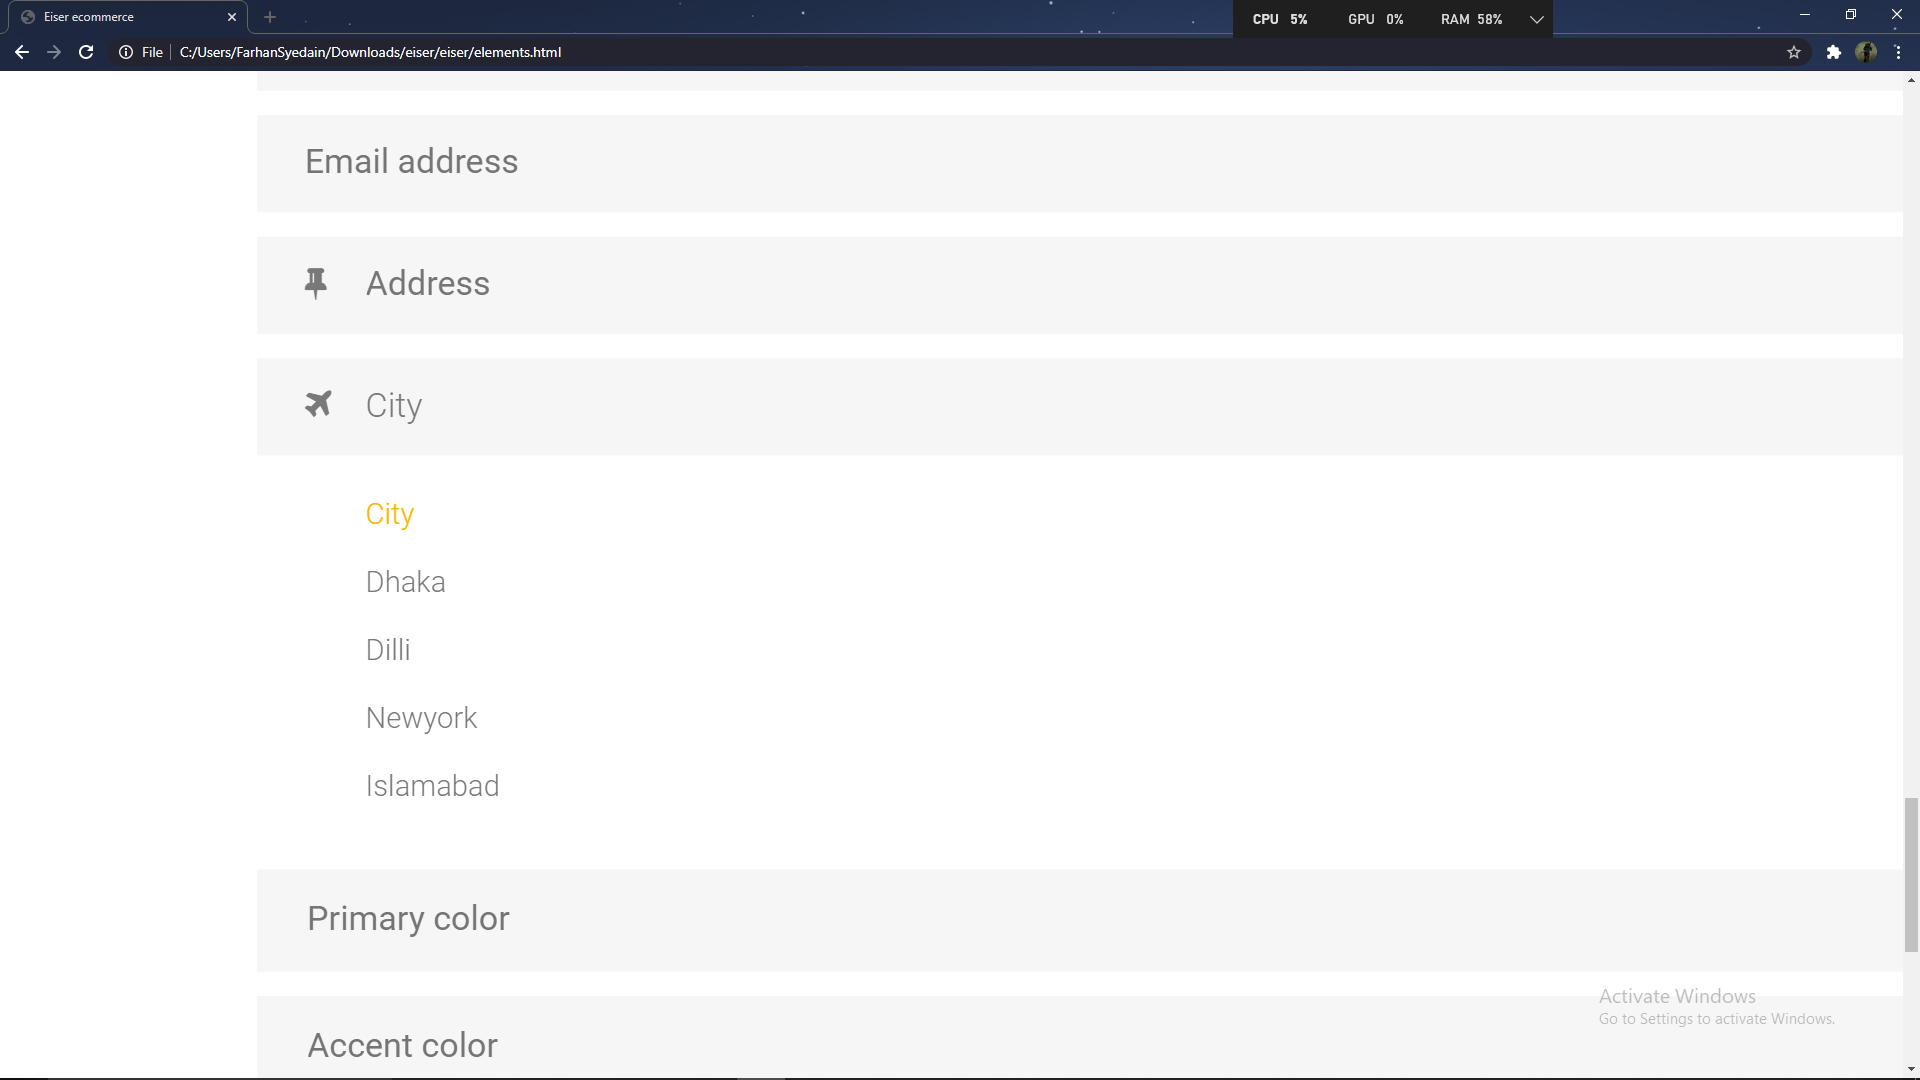 Eiser ecommerce
CPU 5% GPU 0% RAM 58%
File C:/Users/FarhanSyedain/Downloads/eiser/eiser/elements.html
Email address
Address
City
City
Dhaka
Dilli
Newyork
Islamabad
Primary color
Accent color
Activate Windows
Go to Settings to activate Windows.